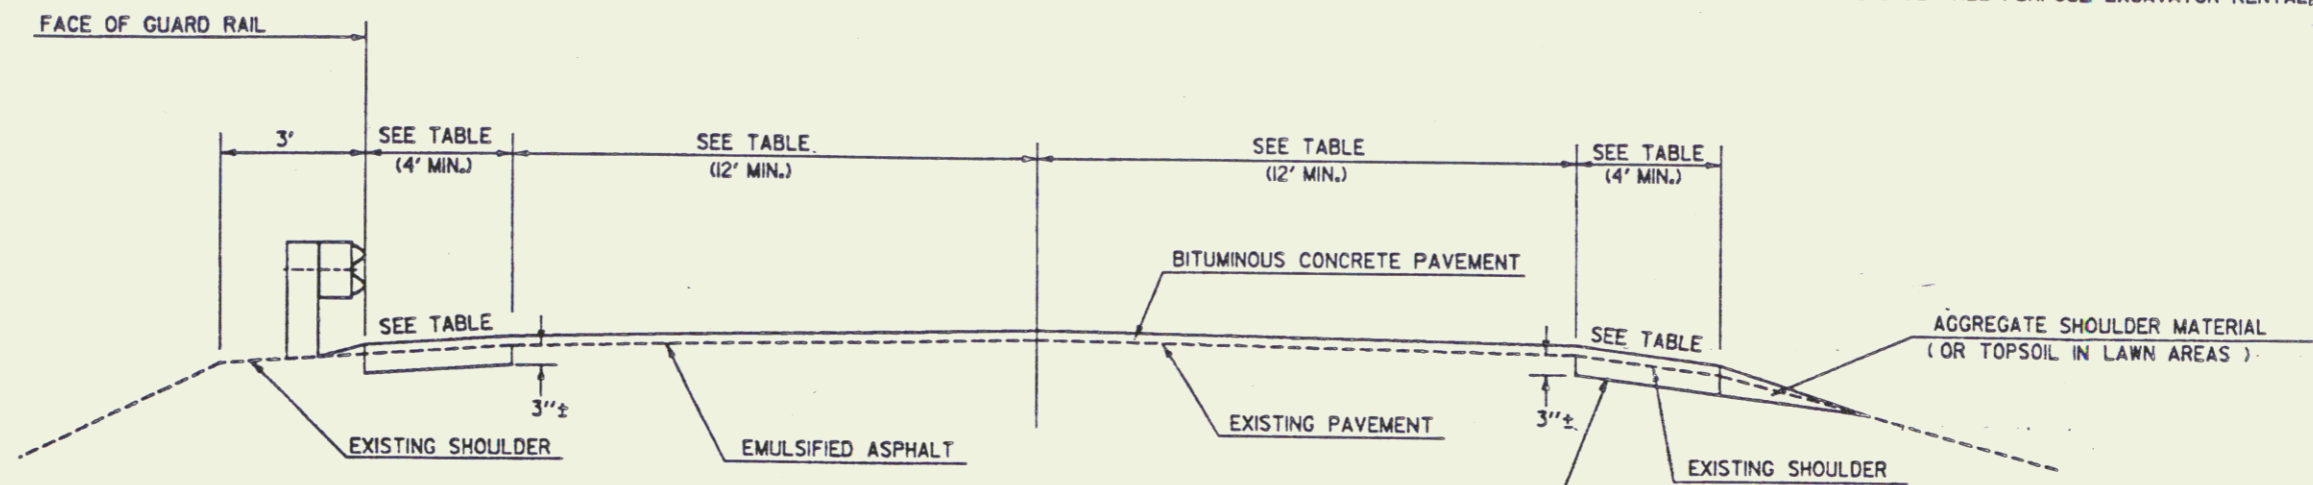 EXCAVATOR RENTAL
FACE OF GUARD RAIL
3'
SEE TABLE
(4' MIN.)
SEE TABLE.
(12' MIN.)
SEE TABLE
(12' MIN.)
SEE TABLE
(4' MIN.)
BITUMINOUS CONCRETE PAVEMENT
SEE TABLE
SEE TABLE
AGGREGATE SHOULDER MATERIAL
( OR TOPSOIL IN LAWN AREAS )
3"±
3"±
EXISTING SHOULDER
EMULSIFIED ASPHALT
EXISTING PAVEMENT
EXISTING SHOULDER